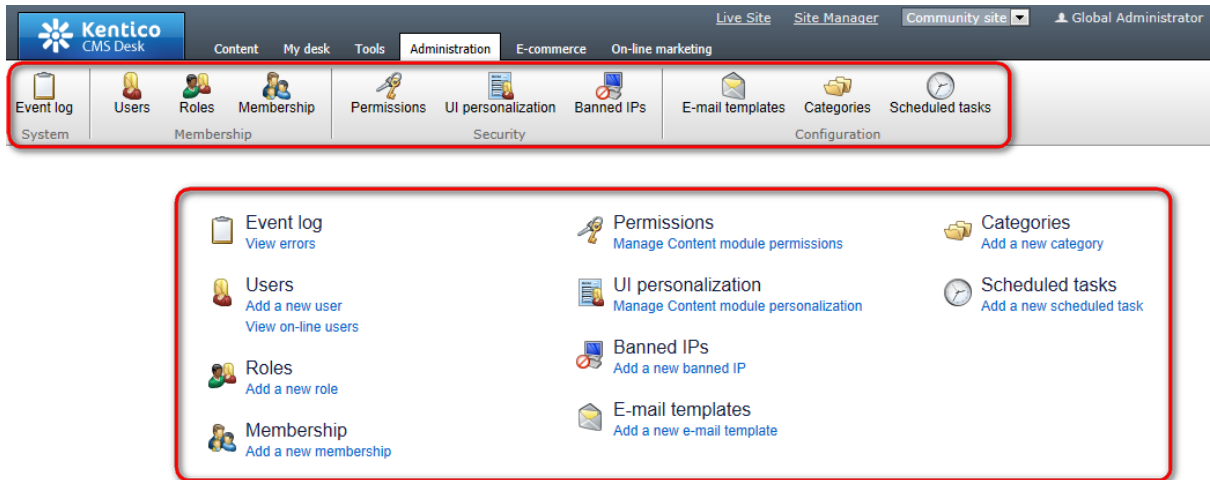 Live Site Site Manager Community site Global Administrator
Kentico
CMS Desk
Content My desk Tools Administration E-commerce On-line marketing
Event log Users Roles Membership Permissions UI personalization Banned IPs E-mail templates Categories Scheduled tasks
System Membership Security Configuration
Event log
View errors
Users
Add a new user
View on-line users
Roles
Add a new role
Membership
Add a new membership
Permissions
Manage Content module permissions
UI personalization
Manage Content module personalization
Banned IPs
Add a new banned IP
E-mail templates
Add a new e-mail template
Categories
Add a new category
Scheduled tasks
Add a new scheduled task